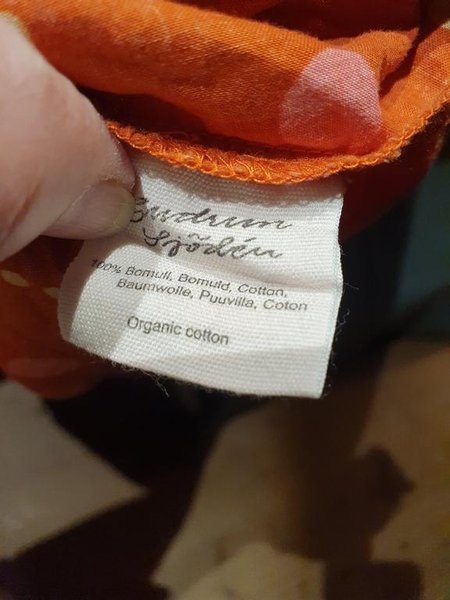 Gudrun
Sjödén
100% Bomull, Bomuld, Cotton,
Baumwolle, Puuvilla, Coton
Organic cotton